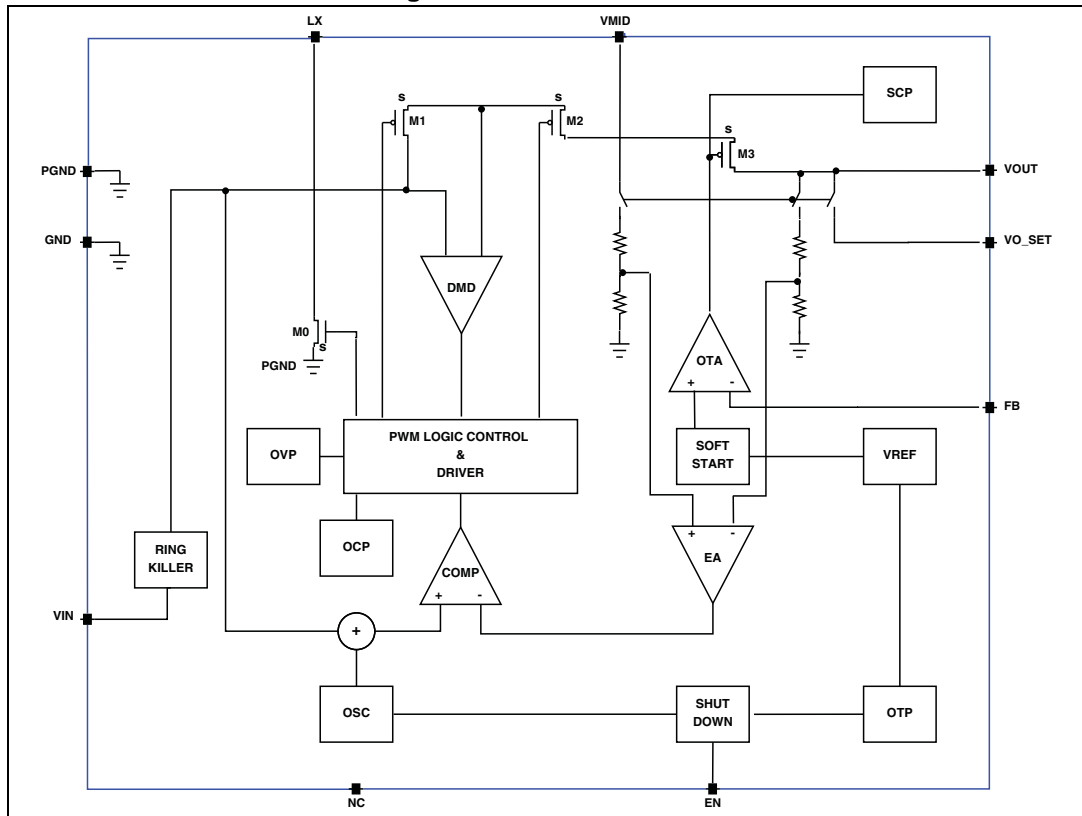 g
LX
VMID
SCP
S
M1
S
M2
S
M3
PGND
VOUT
GND
VO_SET
DMD
M0
S
PGND
OTA
+ -
FB
PWM LOGIC CONTROL
&
DRIVER
OVP
SOFT
START
VREF
OCP
RING
KILLER
COMP
+ -
+ -
EA
VIN
+
OSC
SHUT
DOWN
OTP
NC
EN